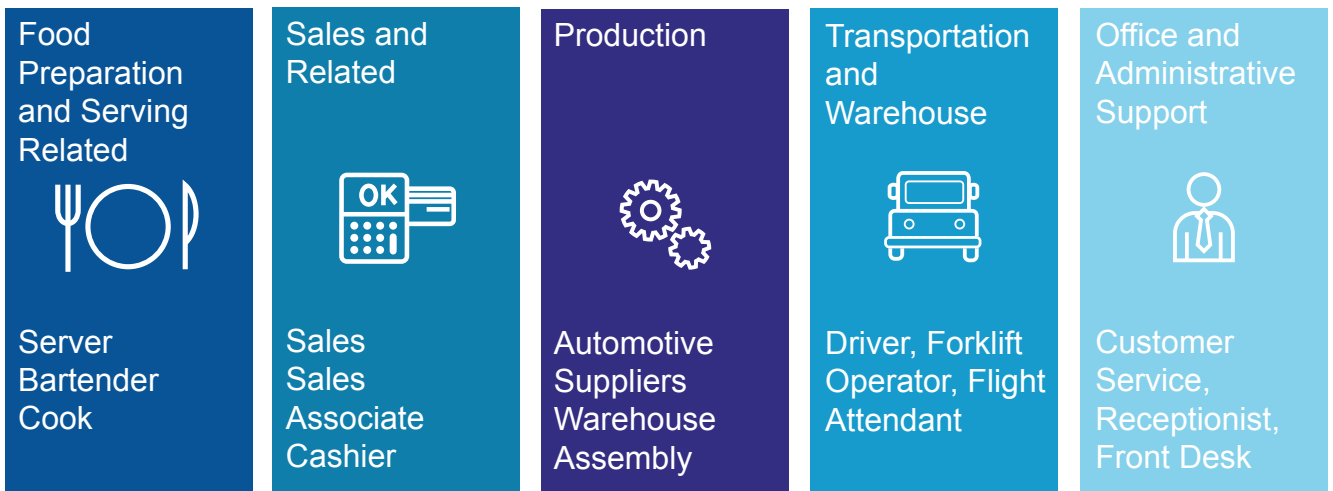 Food
Preparation
and Serving
Related
Server
Bartender
Cook
Sales and
Related
OK
Sales
Sales
Associate
Cashier
Production
Automotive
Suppliers
Warehouse
Assembly
Transportation
and
Warehouse
Driver, Forklift
Operator, Flight
Attendant
Office and
Administrative
Support
Customer
Service,
Receptionist,
Front Desk